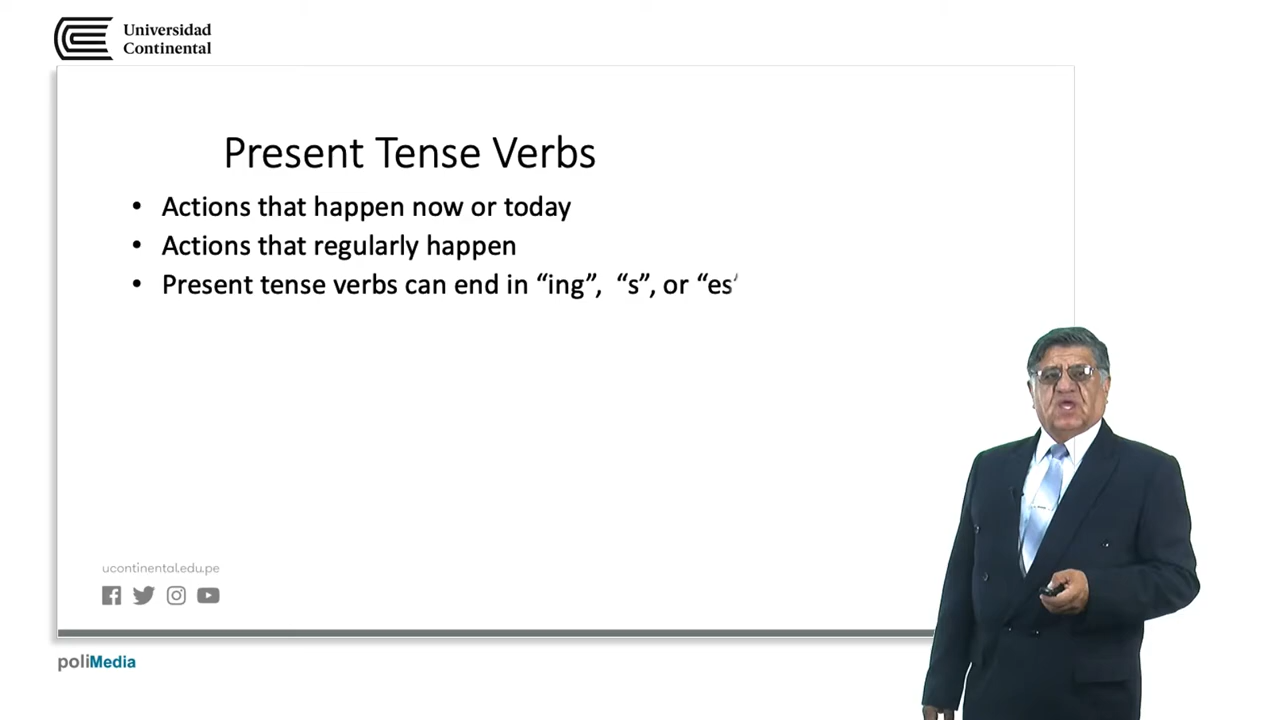 Universidad
Continental
Present Tense Verbs
• Actions that happen now or today
• Actions that regularly happen
• Present tense verbs can end in “ing”, “s”, or “es’
ucontinental.edu.pe
poliMedia